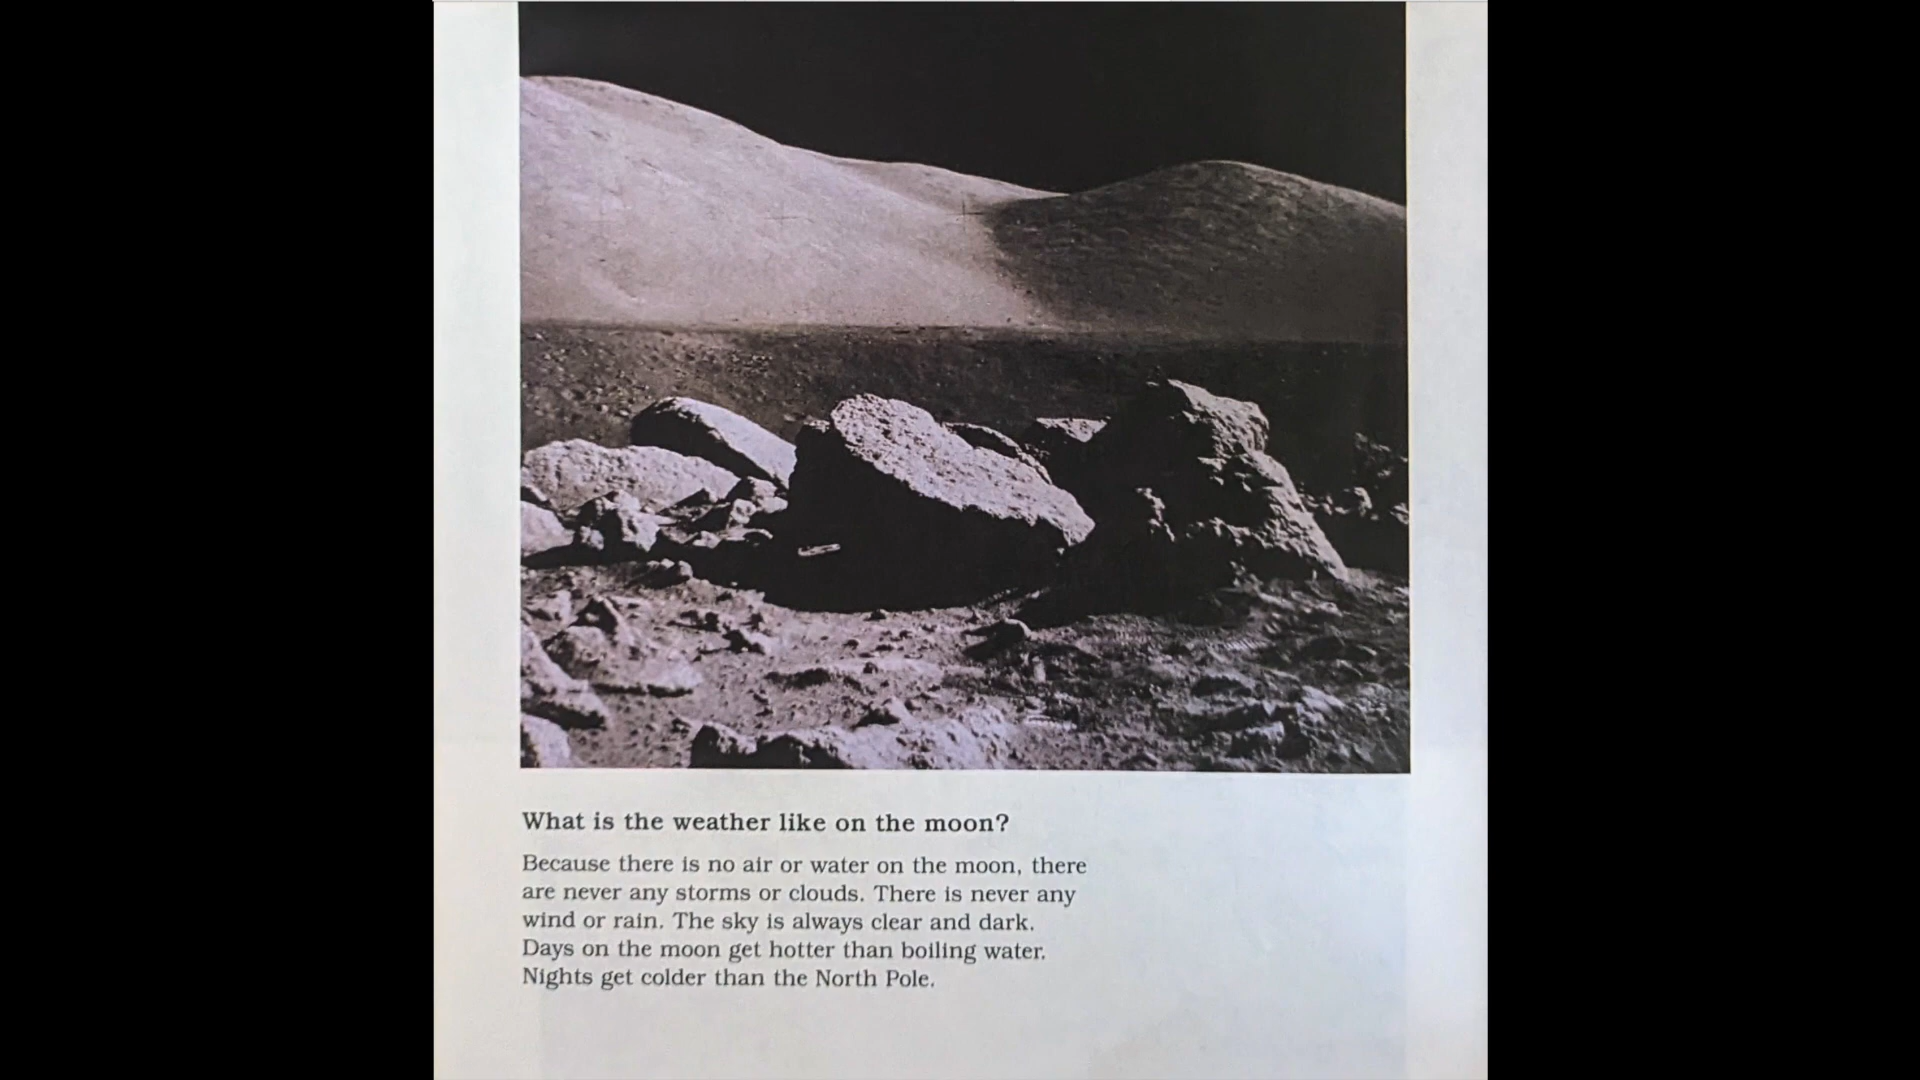 What is the weather like on the moon?
Because there is no air or water on the moon, there
are never any storms or clouds. There is never any
wind or rain. The sky is always clear and dark.
Days on the moon get hotter than boiling water.
Nights get colder than the North Pole.